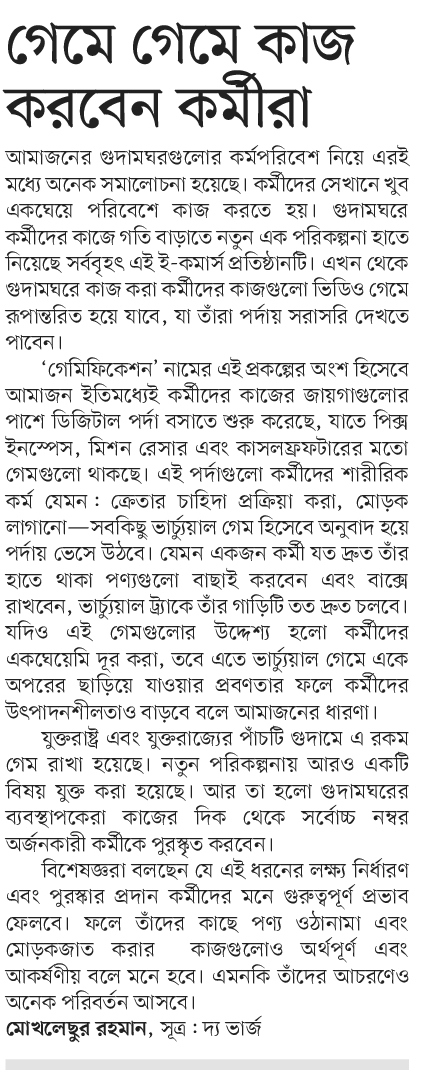 গেমে গেমে কাজ
করবেন কর্মীরা
আমাজনের গুদামঘরগুলোর কর্মপরিবেশ নিয়ে এরই
মধ্যে অনেক সমালোচনা হয়েছে। কর্মীদের সেখানে খুব
একঘেয়ে পরিবেশে কাজ করতে হয়। গুদামঘরে
কর্মীদের কাজে গতি বাড়াতে নতুন এক পরিকল্পনা হাতে
নিয়েছে সর্ববৃহৎ এই ই-কমার্স প্রতিষ্ঠানটি। এখন থেকে
গুদামঘরে কাজ করা কর্মীদের কাজগুলো ভিডিও গেমে
রূপান্তরিত হয়ে যাবে, যা তাঁরা পর্দায় সরাসরি দেখতে
পাবেন।
‘গেমিফিকেশন’ নামের এই প্রকল্পের অংশ হিসেবে
আমাজন ইতিমধ্যেই কর্মীদের কাজের জায়গাগুলোর
পাশে ডিজিটাল পর্দা বসাতে শুরু করেছে, যাতে পিক্স
ইনস্পেস, মিশন রেসার এবং কাসলফ্রফটারের মতো
গেমগুলো থাকছে। এই পর্দাগুলো কর্মীদের শারীরিক
কর্ম যেমন : ক্রেতার চাহিদা প্রক্রিয়া করা, মোড়ক
লাগানো—সবকিছু ভার্চ্যুয়াল গেম হিসেবে অনুবাদ হয়ে
পর্দায় ভেসে উঠবে। যেমন একজন কর্মী যত দ্রুত তাঁর
হাতে থাকা পণ্যগুলো বাছাই করবেন এবং বাক্সে
রাখবেন, ভার্চ্যুয়াল ট্র্যাকে তাঁর গাড়িটি তত দ্রুত চলবে।
যদিও এই গেমগুলোর উদ্দেশ্য হলো কর্মীদের
একঘেয়েমি দূর করা, তবে এতে ভার্চ্যুয়াল গেমে একে
অপরের ছাড়িয়ে যাওয়ার প্রবণতার ফলে কর্মীদের
উৎপাদনশীলতাও বাড়বে বলে আমাজনের ধারণা।
যুক্তরাষ্ট্র এবং যুক্তরাজ্যের পাঁচটি গুদামে এ রকম
গেম রাখা হয়েছে। নতুন পরিকল্পনায় আরও একটি
বিষয় যুক্ত করা হয়েছে। আর তা হলো গুদামঘরের
ব্যবস্থাপকেরা কাজের দিক থেকে সর্বোচ্চ নম্বর
অর্জনকারী কর্মীকে পুরস্কৃত করবেন।
বিশেষজ্ঞরা বলছেন যে এই ধরনের লক্ষ্য নির্ধারণ
এবং পুরস্কার প্রদান কর্মীদের মনে গুরুত্বপূর্ণ প্রভাব
ফেলবে। ফলে তাঁদের কাছে পণ্য ওঠানামা এবং
মোড়কজাত করার কাজগুলোও অর্থপূর্ণ এবং
আকর্ষণীয় বলে মনে হবে। এমনকি তাঁদের আচরণেও
অনেক পরিবর্তন আসবে।
মোখলেছুর রহমান, সূত্র : দ্য ভার্জ